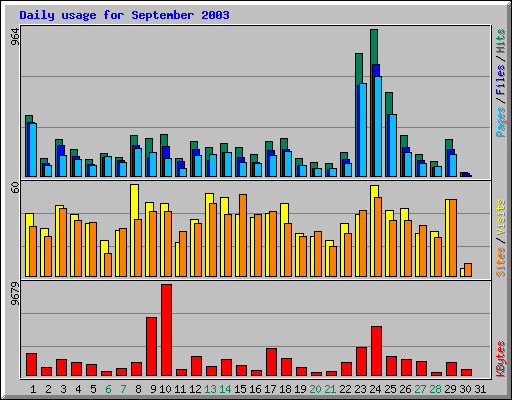 Daily usage for September 2003
964
Pages / Files / Hits
60
Sites / Visits
9679
KBytes
1 2 3 4 5 6 7 8 9 10 11 12 13 14 15 16 17 18 19 20 21 22 23 24 25 26 27 28 29 30 31